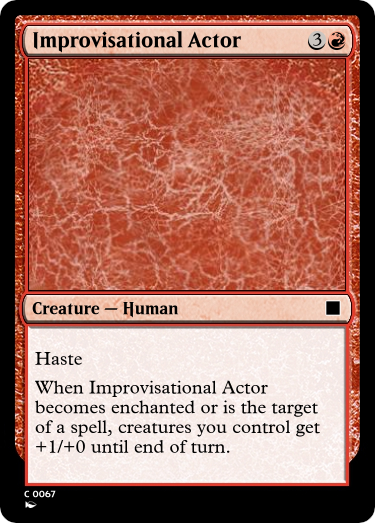 Improvisational Actor 3
Creature — Human
Haste
When Improvisational Actor
becomes enchanted or is the target
of a spell, creatures you control get
+1/+0 until end of turn.
C 0067